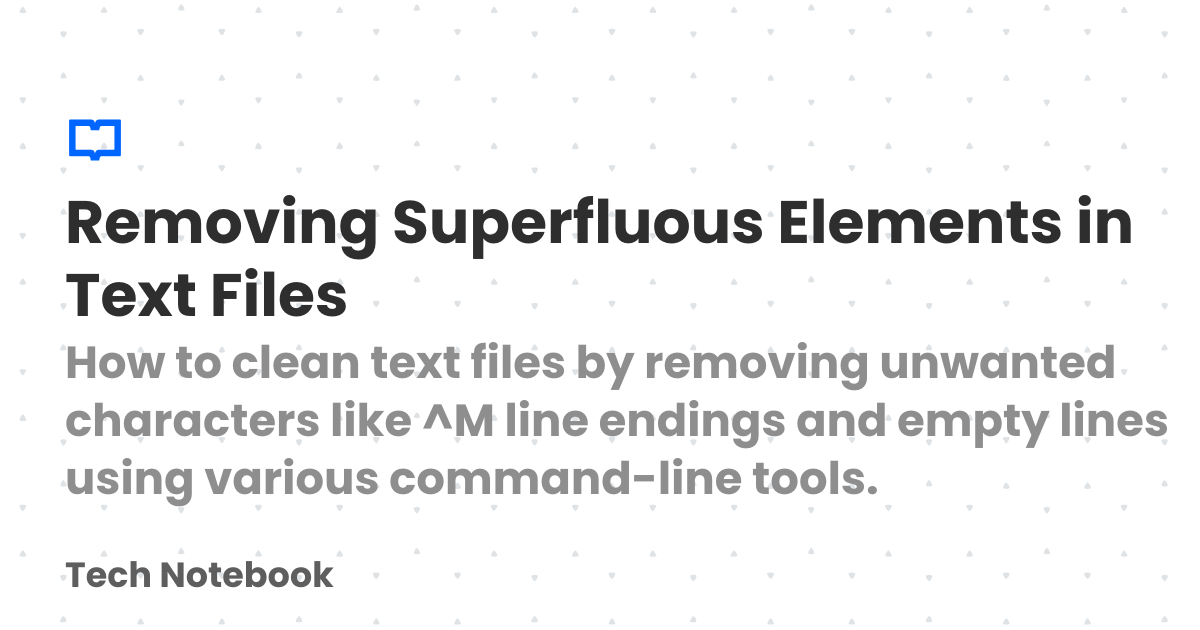 Removing Superfluous Elements in
Text Files
How to clean text files by removing unwanted
characters like ^M line endings and empty lines
using various command-line tools.
Tech Notebook